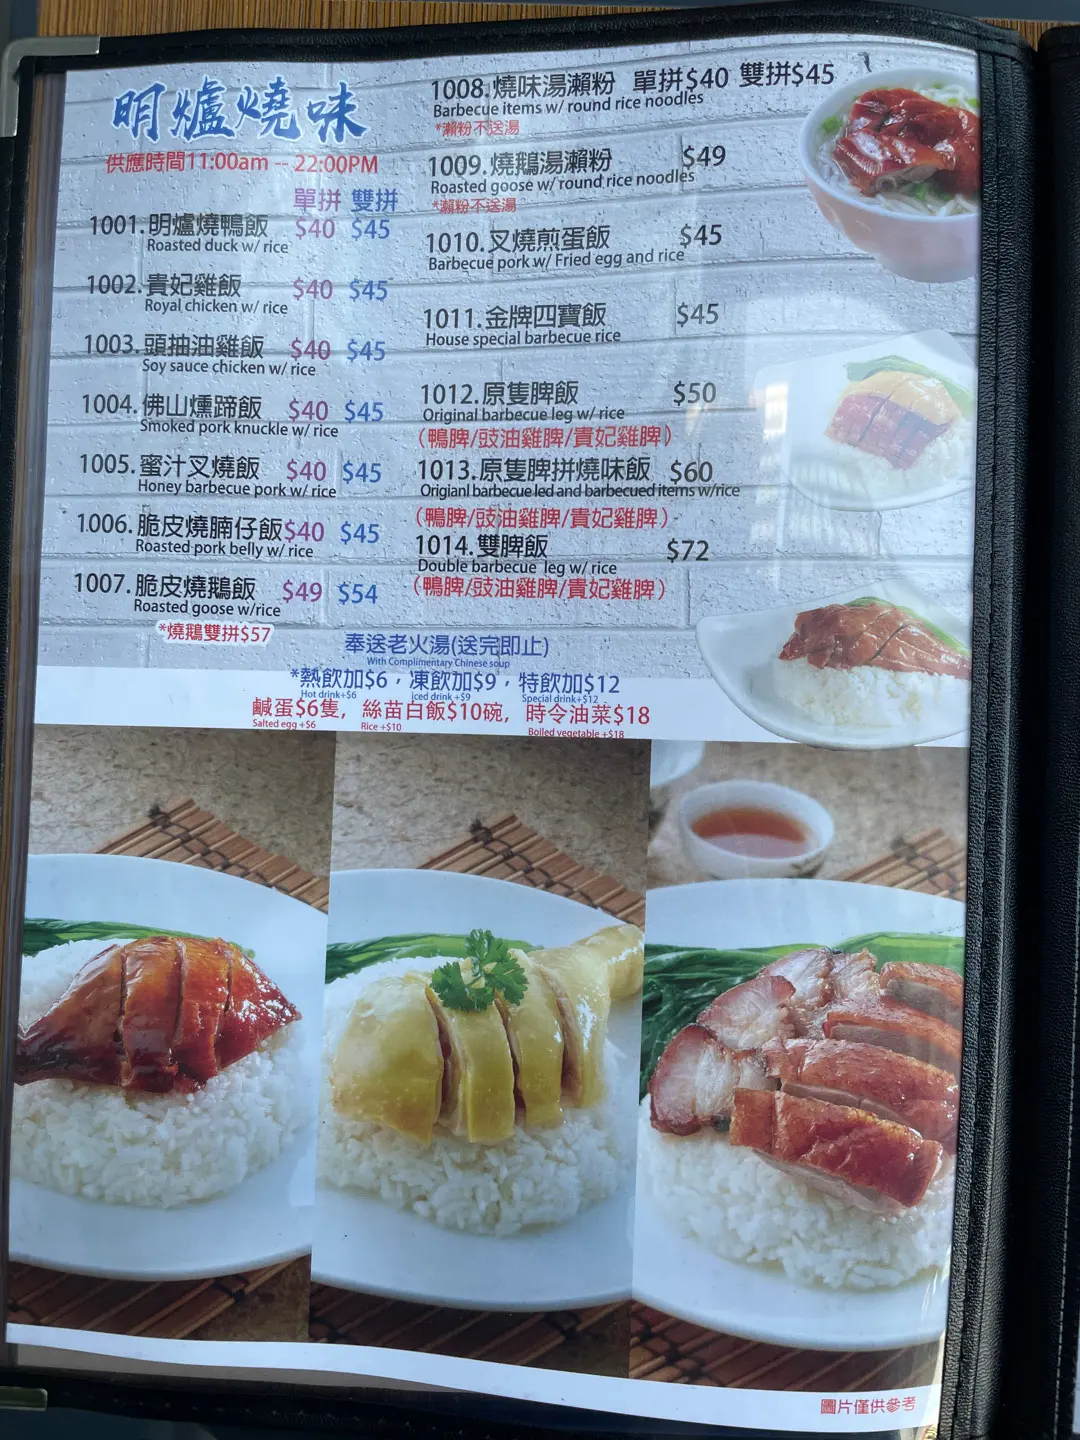 明爐燒味
供應時間11:00am -- 22:00PM
單拼 雙拼
1001.明爐燒鴨飯 $40 $45
Roasted duck w/ rice
1002.貴妃雞飯 $40 $45
Royal chicken w/ rice
1003.頭抽油雞飯 $40 $45
Soy sauce chicken w/ rice
1004.佛山燻蹄飯 $40 $45
Smoked pork knuckle w/ rice
1005.蜜汁叉燒飯 $40 $45
Honey barbecue pork w/ rice
1006.脆皮燒腩仔飯$40 $45
Roasted pork belly w/ rice
1007.脆皮燒鵝飯 $49 $54
Roasted goose w/rice
*燒鵝雙拼$57
1008.燒味湯瀨粉 單拼$40 雙拼$45
Barbecue items w/ round rice noodles
*瀨粉不送湯
1009.燒鵝湯瀨粉 $49
Roasted goose w/ round rice noodles
*瀨粉不送湯
1010.叉燒煎蛋飯 $45
Barbecue pork w/ Fried egg and rice
1011.金牌四寶飯 $45
House special barbecue rice
1012.原隻脾飯 $50
Original barbecue leg w/ rice
（鴨脾/豉油雞脾/貴妃雞脾）
1013.原隻脾拼燒味飯 $60
Origianl barbecue led and barbecued items w/rice
（鴨脾/豉油雞脾/貴妃雞脾）
1014.雙脾飯 $72
Double barbecue leg w/ rice
（鴨脾/豉油雞脾/貴妃雞脾）
奉送老火湯(送完即止)
With Complimentary Chinese soup
*熱飲加$6，凍飲加$9，特飲加$12
Hot drink+$6 iced drink +$9 Special drink+$12
鹹蛋$6隻, 絲苗白飯$10碗, 時令油菜$18
Salted egg +$6 Rice +$10 Boiled vegetable +$18
圖片僅供參考